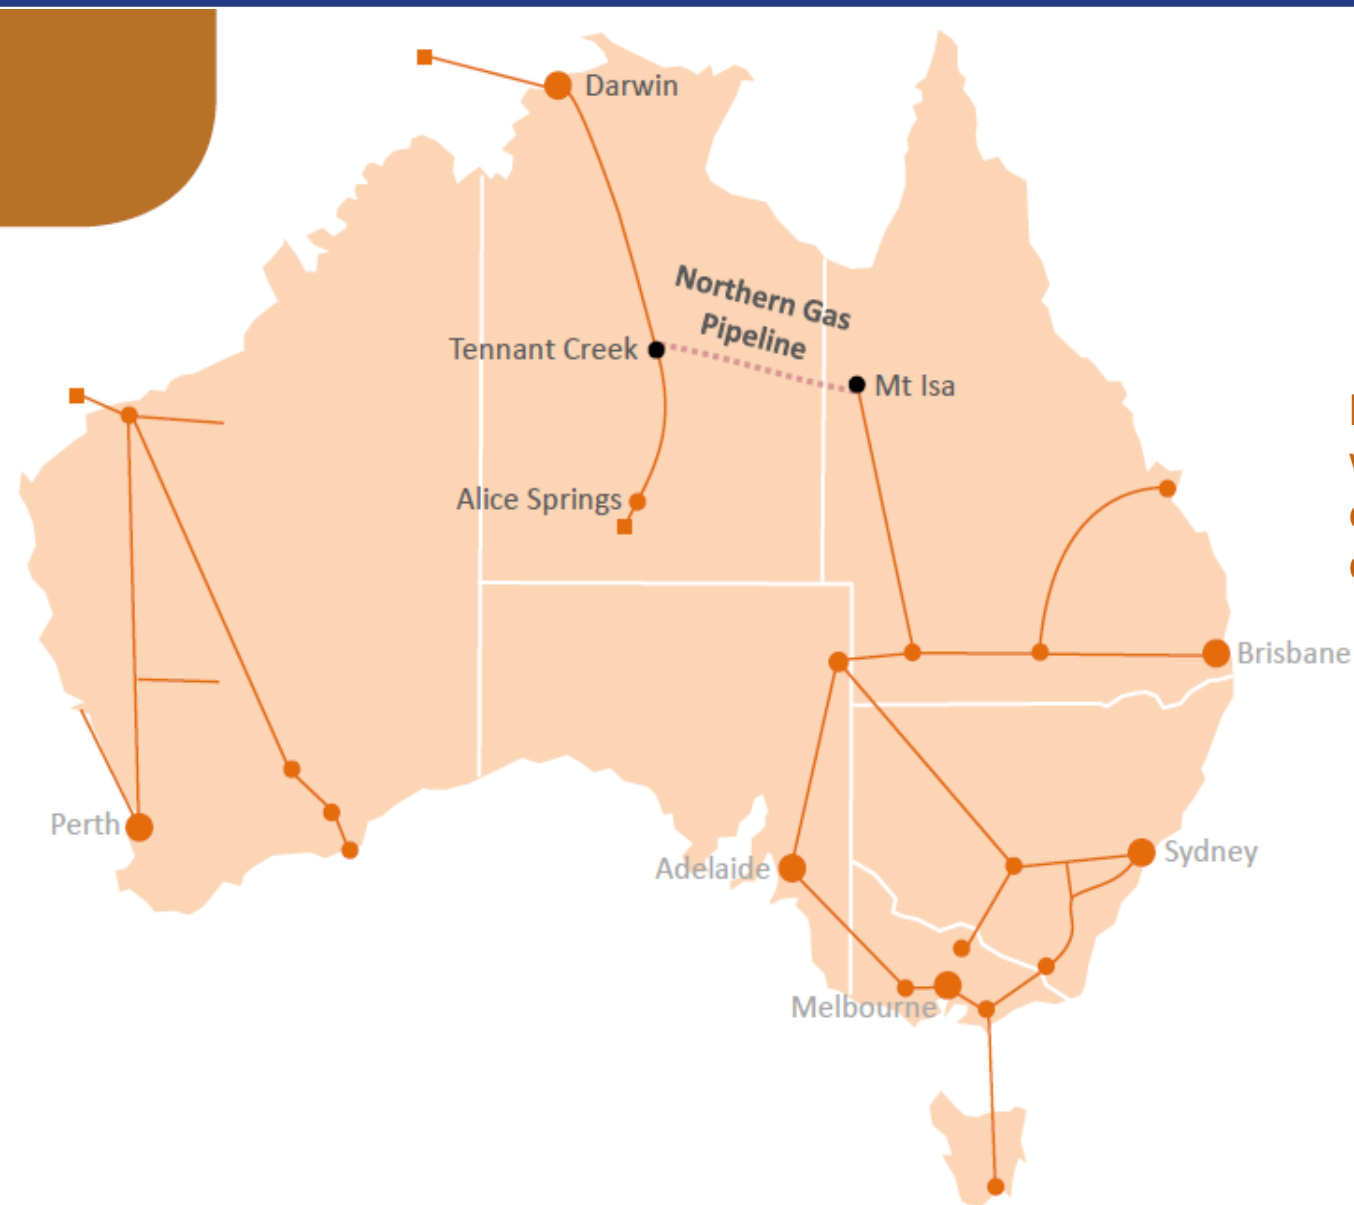 Darwin
Northern Gas
Pipeline
Tennant Creek
Mt Isa
Alice Springs
Brisbane
Perth
Adelaide
Sydney
Melbourne